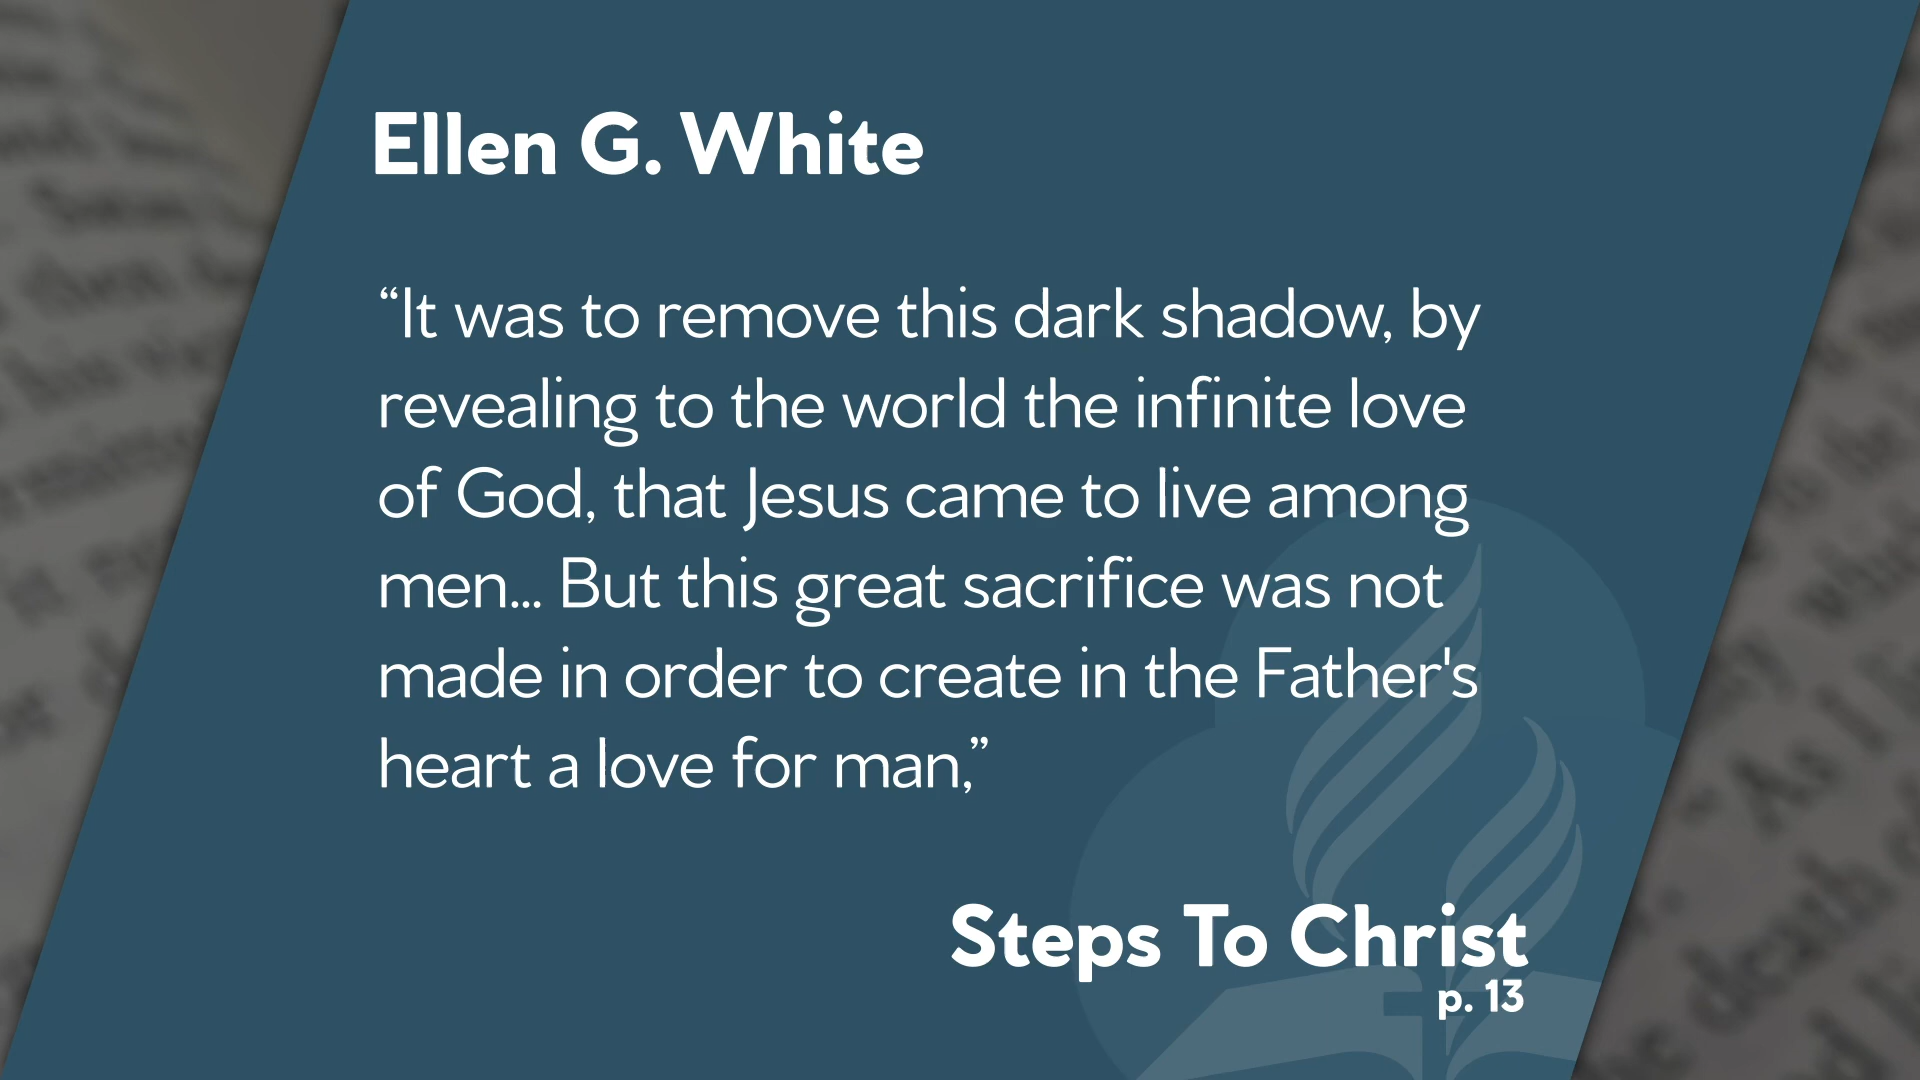 Ellen G. White
“It was to remove this dark shadow, by
revealing to the world the infinite love
of God, that Jesus came to live among
men... But this great sacrifice was not
made in order to create in the Father's
heart a love for man,”
Steps To Christ
p. 13